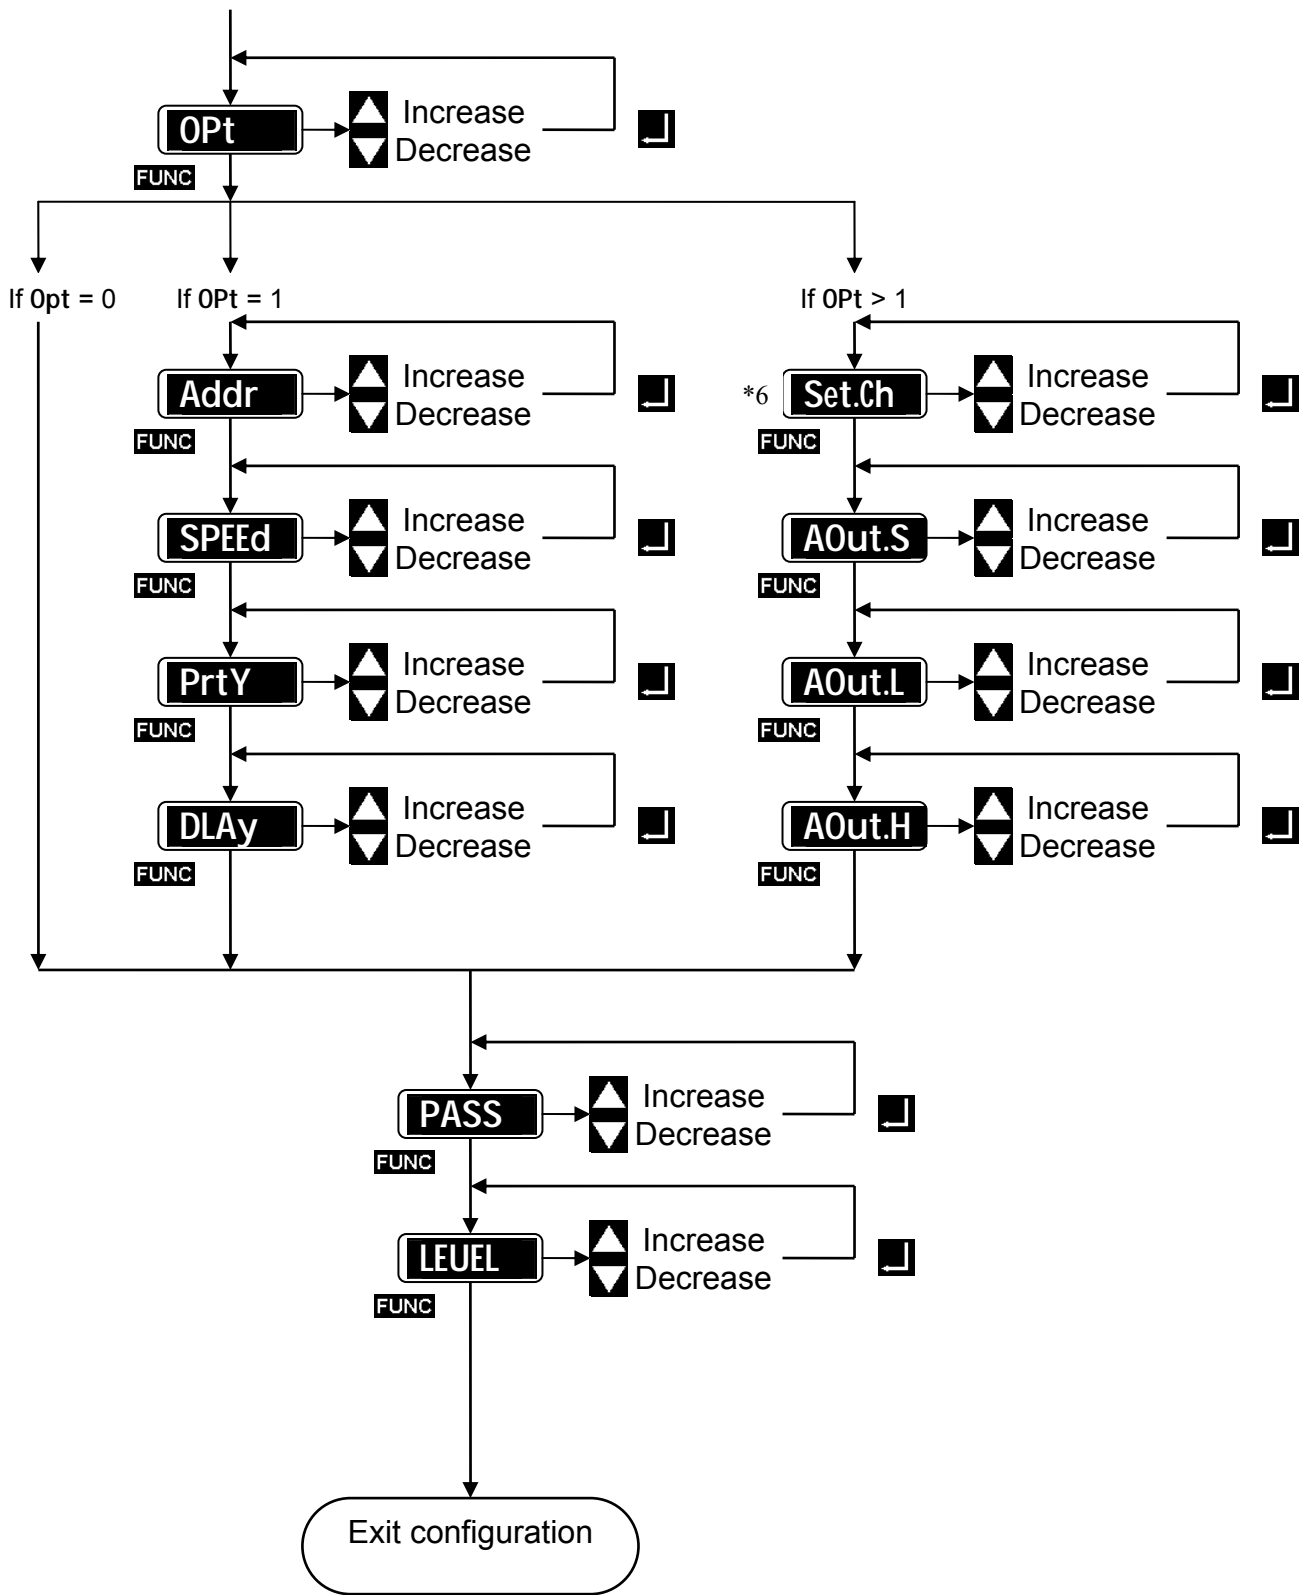 Increase
OPt
Decrease
FUNC
If Opt = 0 If OPt = 1 If OPt > 1
Increase Increase
Addr *6 Set.Ch
Decrease Decrease
FUNC FUNC
Increase Increase
SPEEd AOut.S
Decrease Decrease
FUNC FUNC
Increase Increase
PrtY AOut.L
Decrease Decrease
FUNC FUNC
Increase Increase
DLAy AOut.H
Decrease Decrease
FUNC FUNC
Increase
PASS
Decrease
FUNC
Increase
LEUEL
Decrease
FUNC
Exit configuration